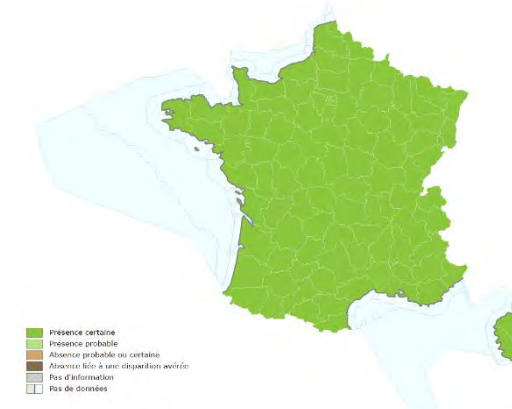 Présence certaine
Présence probable
Absence probable ou certaine
Absence liée à une disparition avérée
Pas d'information
Pas de données